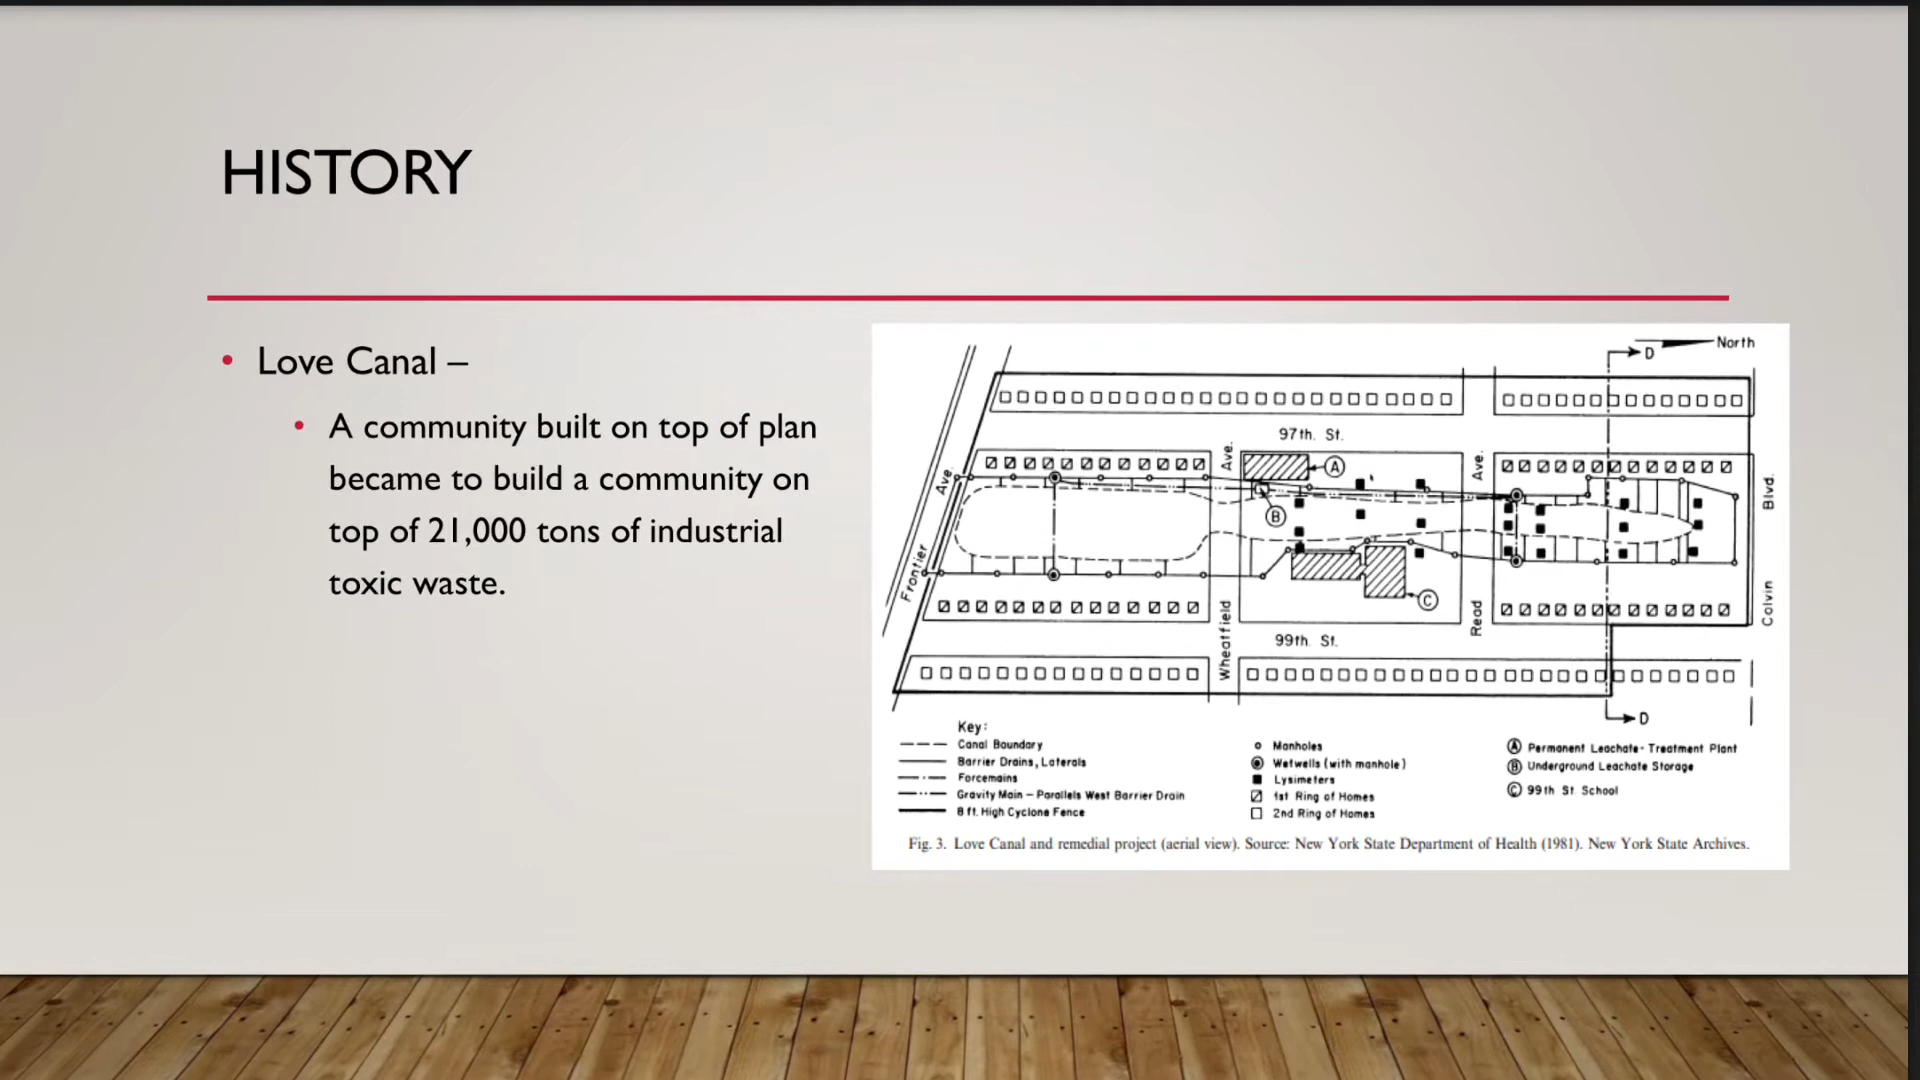 HISTORY
• Love Canal –
• A community built on top of plan
became to build a community on
top of 21,000 tons of industrial
toxic waste.
North
D
97th. St.
Ave.
Ave.
Ave.
A
B
Blvd.
Frontier
C
Wheatfield
Read
Colvin
99th. St.
D
Key:
Canal Boundary
Barrier Drains, Laterals
Forcemains
Gravity Main – Parallels West Barrier Drain
8 ft. High Cyclone Fence
Manholes
Wetwells (with manhole)
Lysimeters
1st Ring of Homes
2nd Ring of Homes
A Permanent Leachate-Treatment Plant
B Underground Leachate Storage
C 99th St. School
Fig. 3. Love Canal and remedial project (aerial view). Source: New York State Department of Health (1981). New York State Archives.